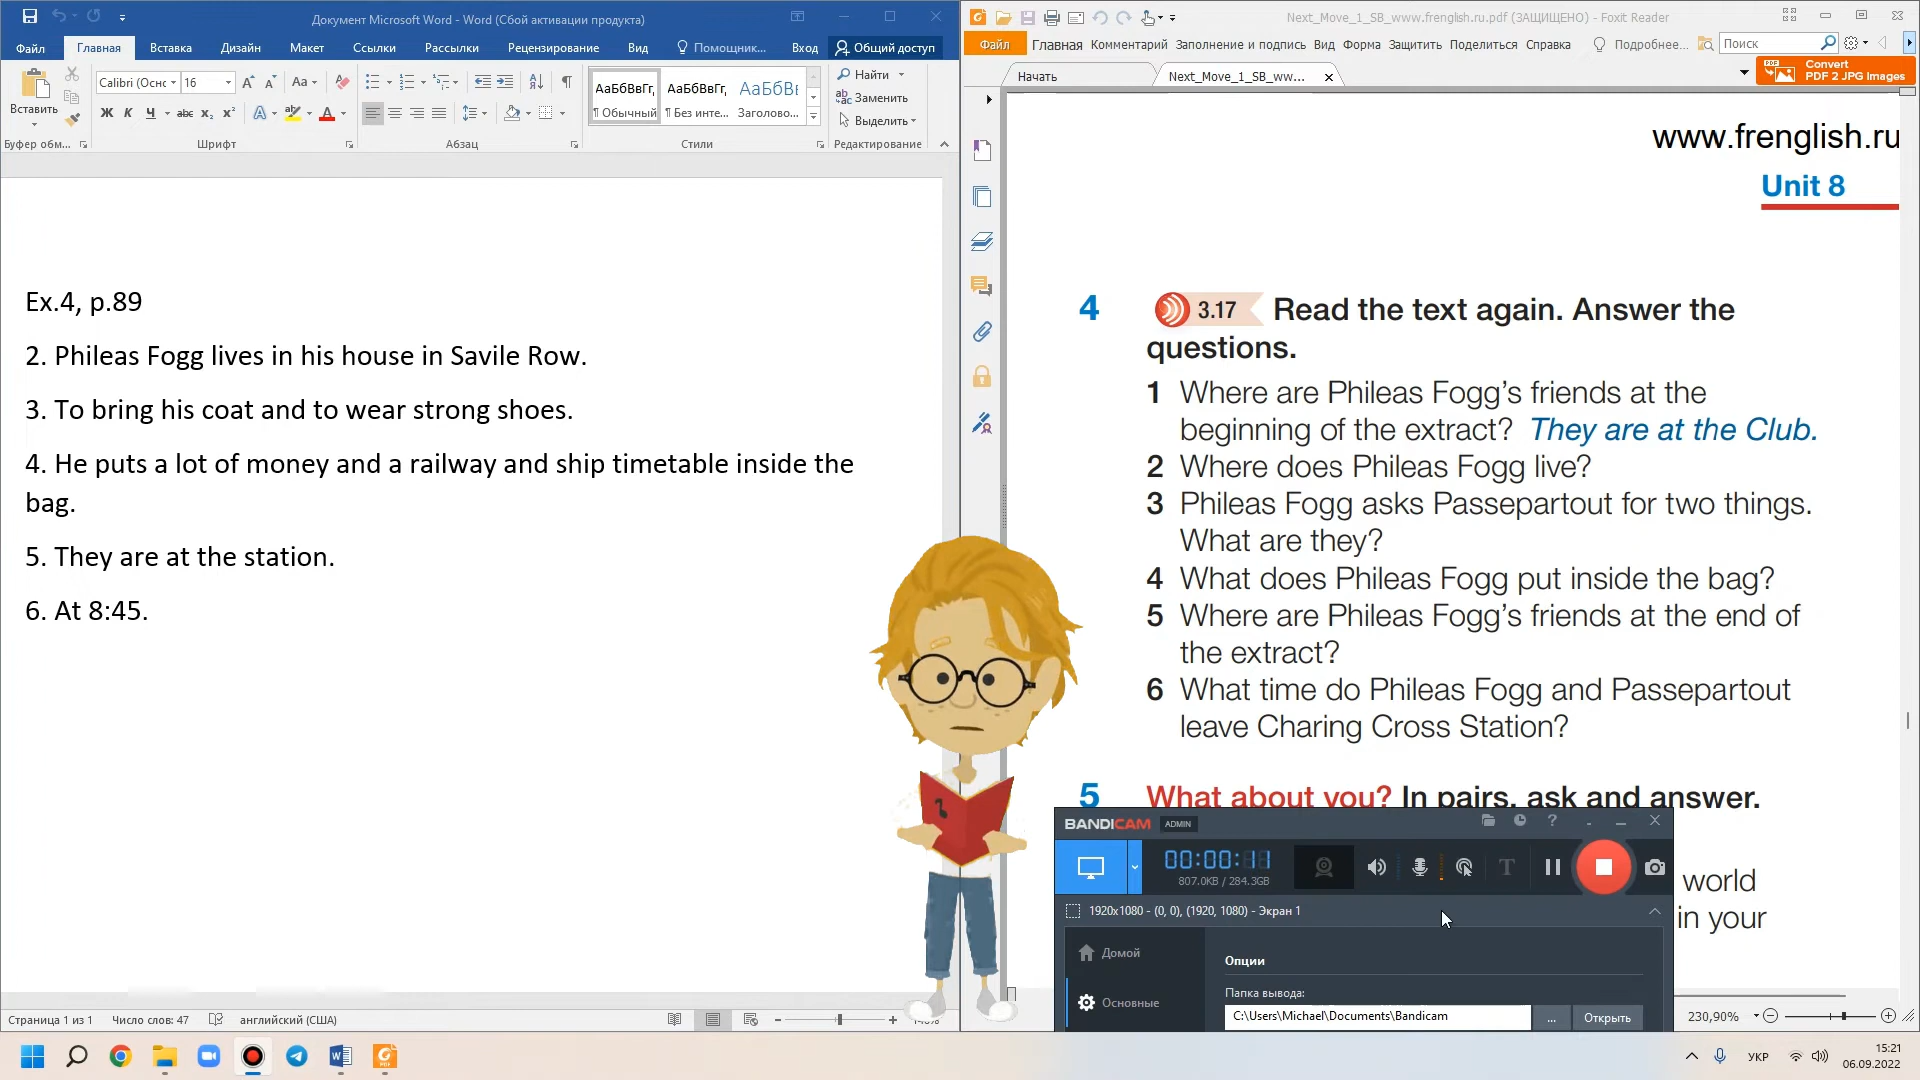 Документ Microsoft Word - Word (Сбой активации продукта)
Файл Главная Вставка Дизайн Макет Ссылки Рассылки Рецензирование Вид Помощник... Вход Общий доступ
Calibri (Осн 16
Вставить
Ж К Ч abc x₂ x²
АаБбВвГг, АаБбВвГг, АаБбВв
¶ Обычный ¶ Без инте... Заголово...
Найти
Заменить
Выделить
Буфер обм... Шрифт Абзац Стили Редактирование
Ex.4, p.89
2. Phileas Fogg lives in his house in Savile Row.
3. To bring his coat and to wear strong shoes.
4. He puts a lot of money and a railway and ship timetable inside the
bag.
5. They are at the station.
6. At 8:45.
Страница 1 из 1 Число слов: 47 английский (США)
Next_Move_1_SB_www.frenglish.ru.pdf (ЗАЩИЩЕНО) - Foxit Reader
Файл Главная Комментарий Заполнение и подпись Вид Форма Защитить Поделиться Справка Подробнее... Поиск
Начать Next_Move_1_SB_ww...
Convert
PDF 2 JPG Images
www.frenglish.ru
Unit 8
4 3.17 Read the text again. Answer the
questions.
1 Where are Phileas Fogg’s friends at the
beginning of the extract? They are at the Club.
2 Where does Phileas Fogg live?
3 Phileas Fogg asks Passepartout for two things.
What are they?
4 What does Phileas Fogg put inside the bag?
5 Where are Phileas Fogg’s friends at the end of
the extract?
6 What time do Phileas Fogg and Passepartout
leave Charing Cross Station?
5 What about you? In pairs, ask and answer.
world
in your
BANDICAM ADMIN
00:00:11
807.0KB / 284.3GB
1920x1080 - (0, 0), (1920, 1080) - Экран 1
Домой
Основные
Опции
Папка вывода:
C:\Users\Michael\Documents\Bandicam ... Открыть
230,90%
УКР
15:21
06.09.2022